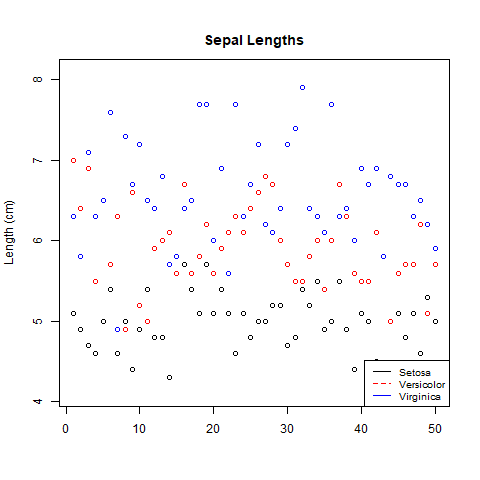 Sepal Lengths
Length (cm)
8
7
6
5
4
0 10 20 30 40 50
Setosa
Versicolor
Virginica